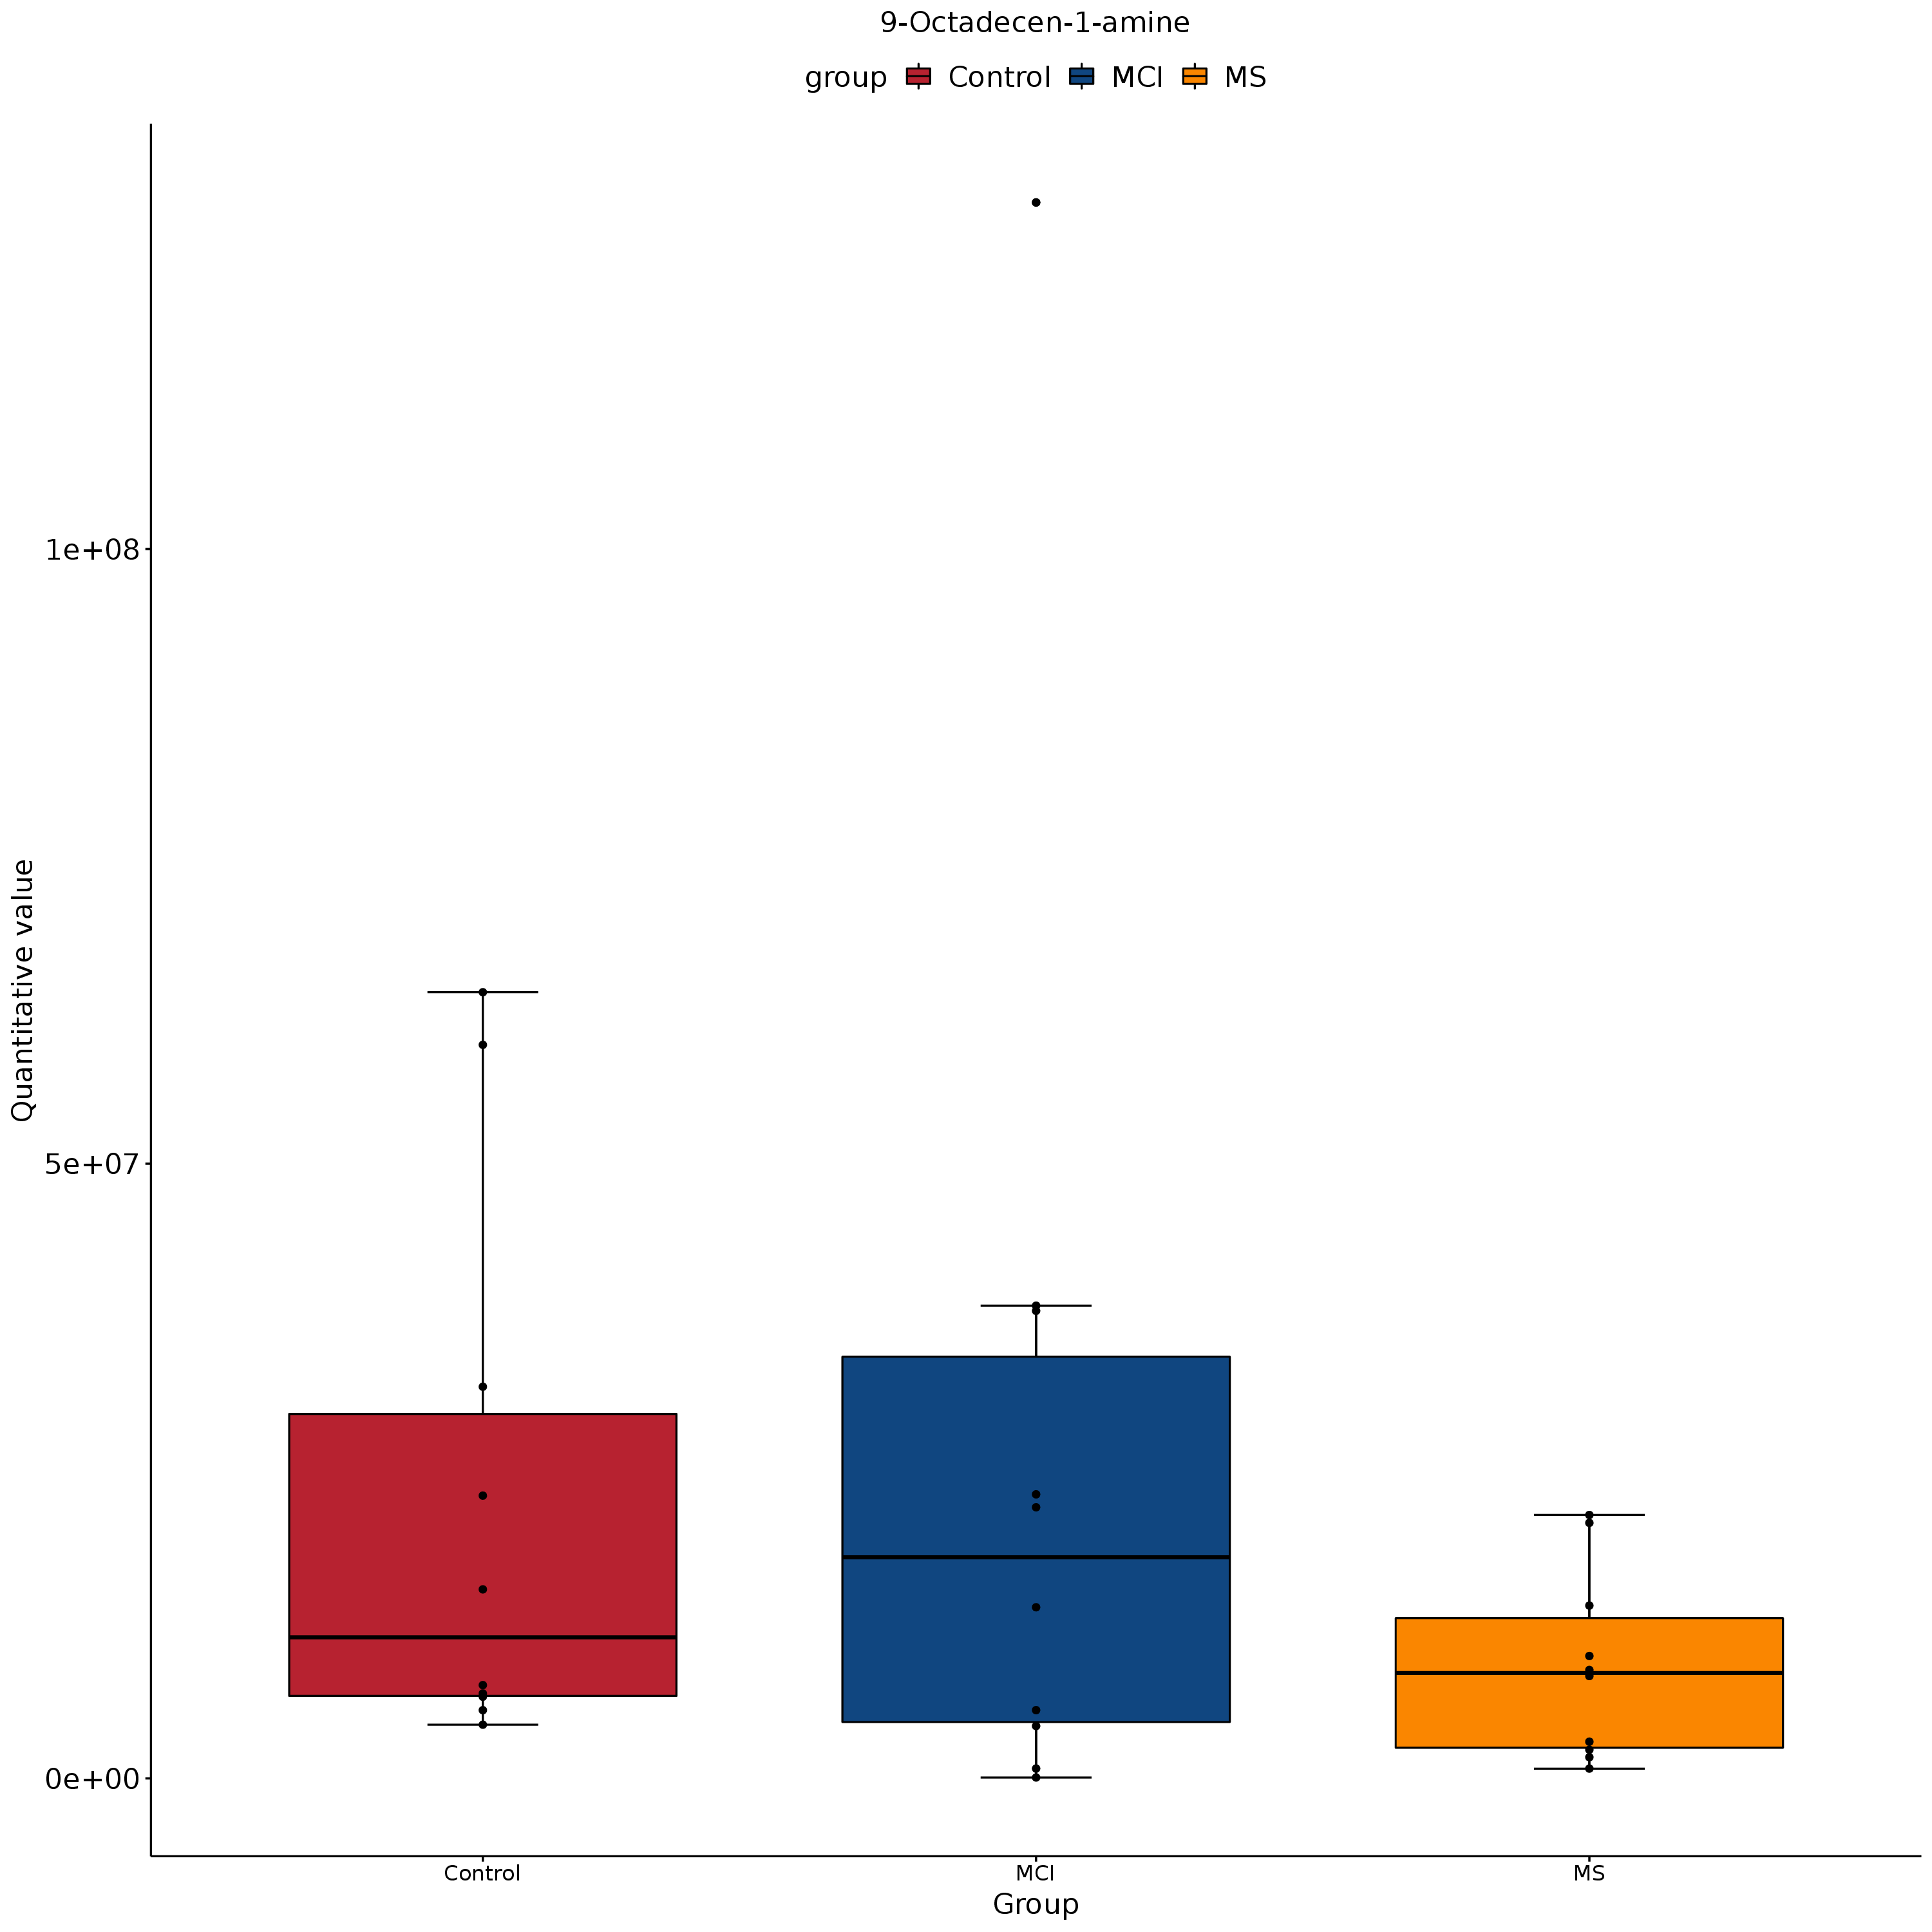 9-Octadecen-1-amine
group Control MCI MS
1e+08
5e+07
0e+00
Quantitative value
Control MCI MS
Group